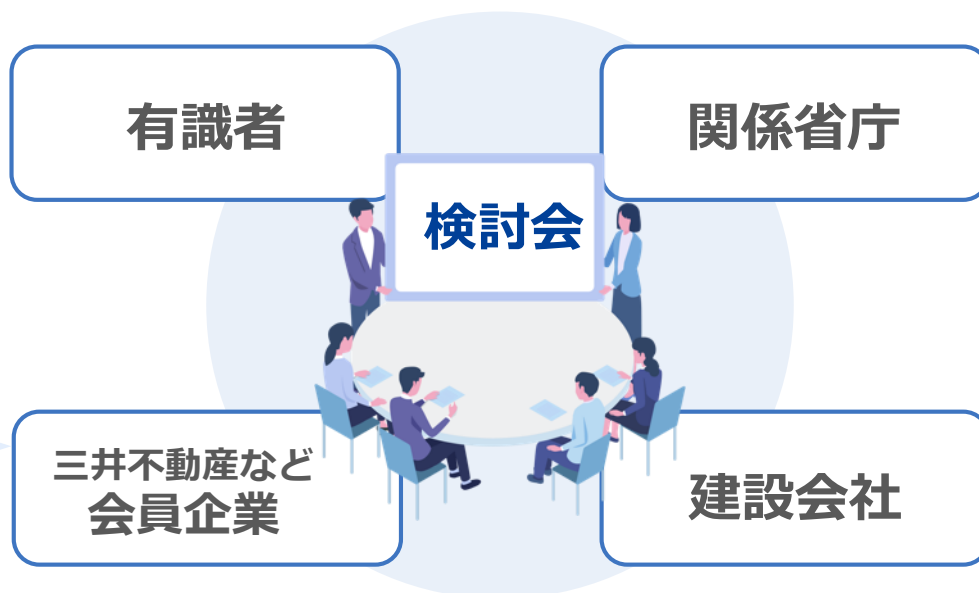 有識者
関係省庁
検討会
三井不動産など
会員企業
建設会社